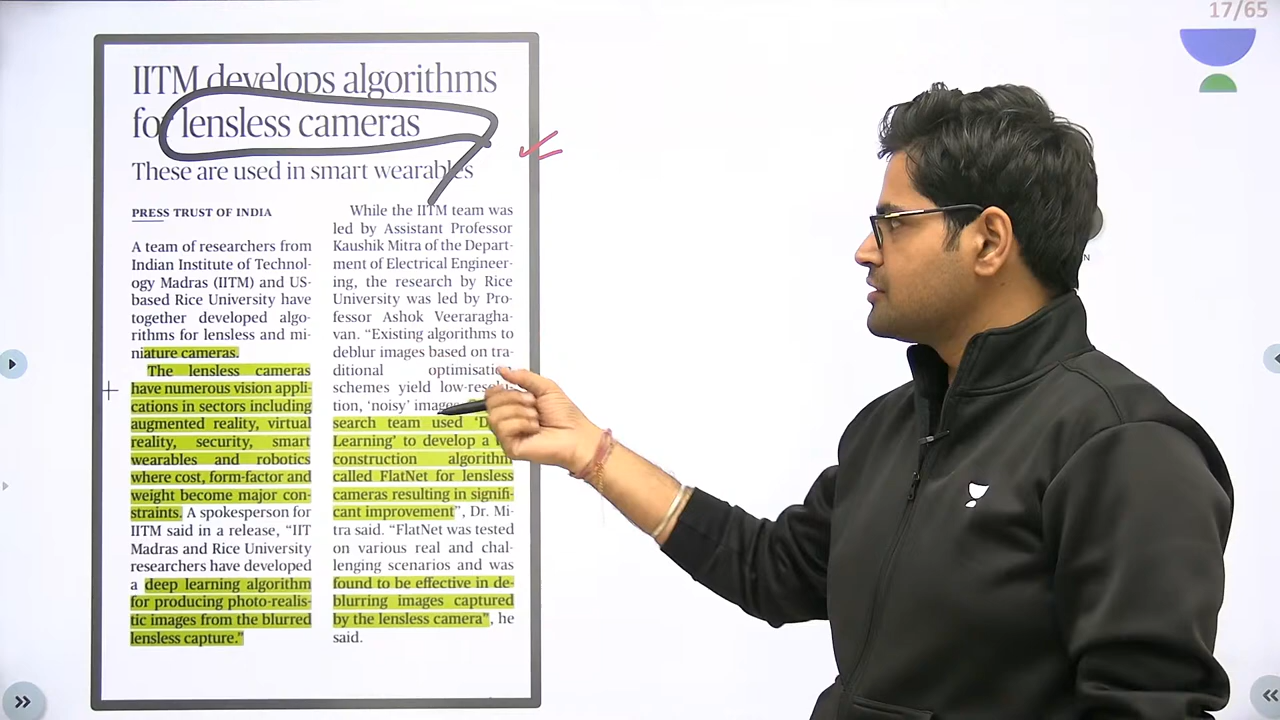 17/65
IITM develops algorithms
for lensless cameras
These are used in smart wearables
PRESS TRUST OF INDIA
A team of researchers from
Indian Institute of Technol-
ogy Madras (IITM) and US-
based Rice University have
together developed algo-
rithms for lensless and mi-
niature cameras.
The lensless cameras
have numerous vision appli-
cations in sectors including
augmented reality, virtual
reality, security, smart
wearables and robotics
where cost, form-factor and
weight become major con-
straints. A spokesperson for
IITM said in a release, “IIT
Madras and Rice University
researchers have developed
a deep learning algorithm
for producing photo-realis-
tic images from the blurred
lensless capture.”
While the IITM team was
led by Assistant Professor
Kaushik Mitra of the Depart-
ment of Electrical Engineer-
ing, the research by Rice
University was led by Pro-
fessor Ashok Veeraragha-
van. “Existing algorithms to
deblur images based on tra-
ditional optimisation
schemes yield low-resolu-
tion, ‘noisy’ images.
search team used
Learning’ to develop a
construction algorithm
called FlatNet for lensless
cameras resulting in signifi-
cant improvement”, Dr. Mi-
tra said. “FlatNet was tested
on various real and chal-
lenging scenarios and was
found to be effective in de-
blurring images captured
by the lensless camera”, he
said.